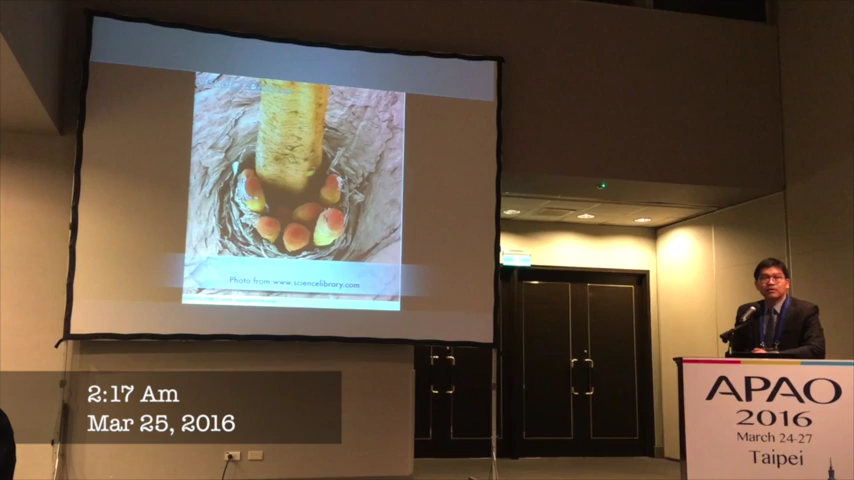 Photo from www.sciencelibrary.com
2:17 Am
Mar 25, 2016
APAO
2016
March 24-27
Taipei